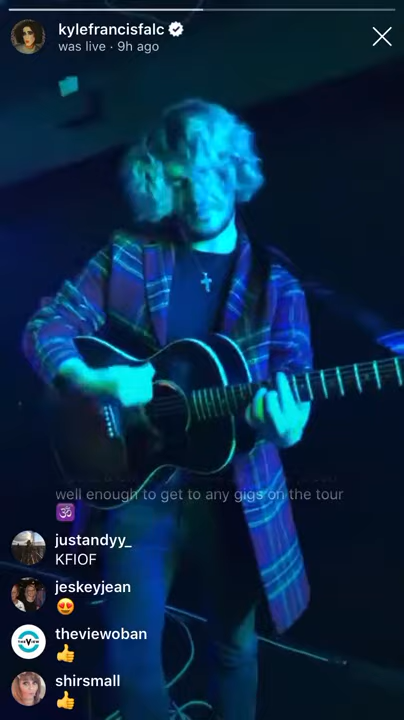 kylefrancisfalc
was live · 9h ago
well enough to get to any gigs on the tour
🕉
justandyy_
KFIOF
jeskeyjean
😍
THEVIEW
theviewoban
👍
shirsmall
👍